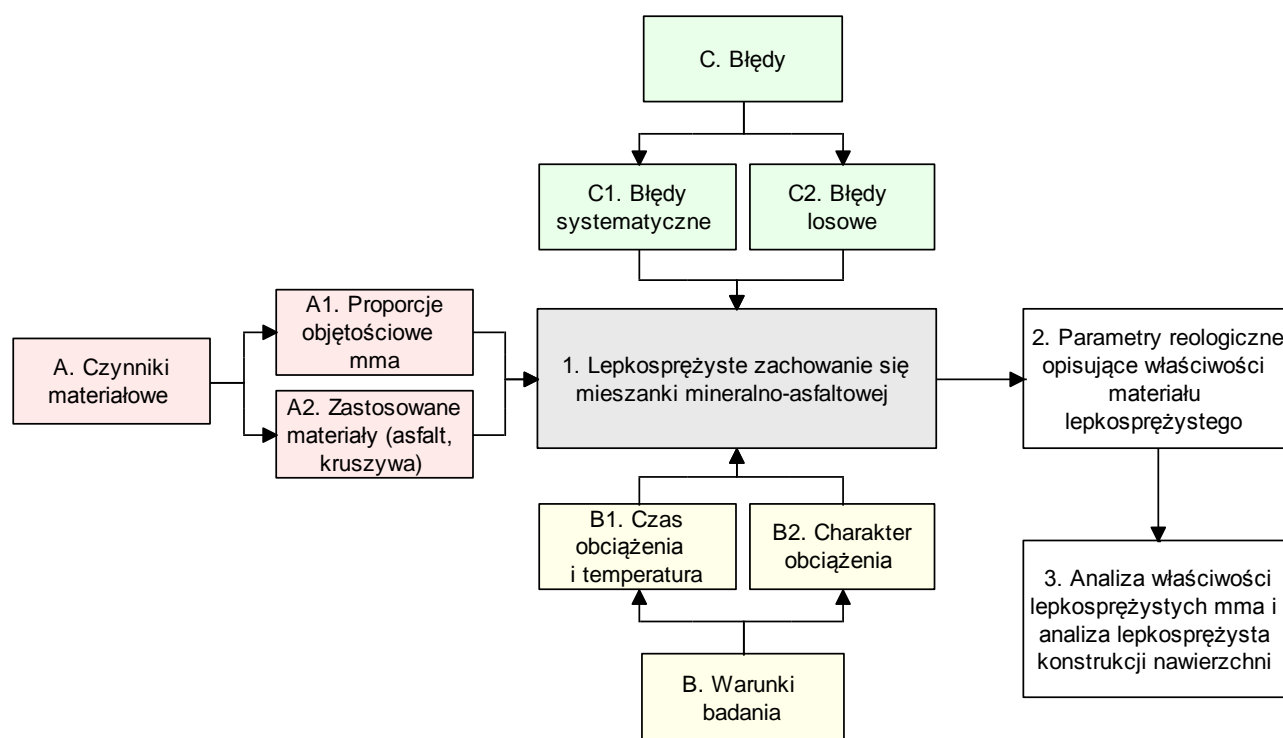 C. Błędy
C1. Błędy
systematyczne
C2. Błędy
losowe
A. Czynniki
materiałowe
A1. Proporcje
objętościowe
mma
A2. Zastosowane
materiały (asfalt,
kruszywa)
1. Lepkosprężyste zachowanie się
mieszanki mineralno-asfaltowej
2. Parametry reologiczne
opisujące właściwości
materiału
lepkosprężystego
B1. Czas
obciążenia
i temperatura
B2. Charakter
obciążenia
3. Analiza właściwości
lepkosprężystych mma i
analiza lepkosprężysta
konstrukcji nawierzchni
B. Warunki
badania